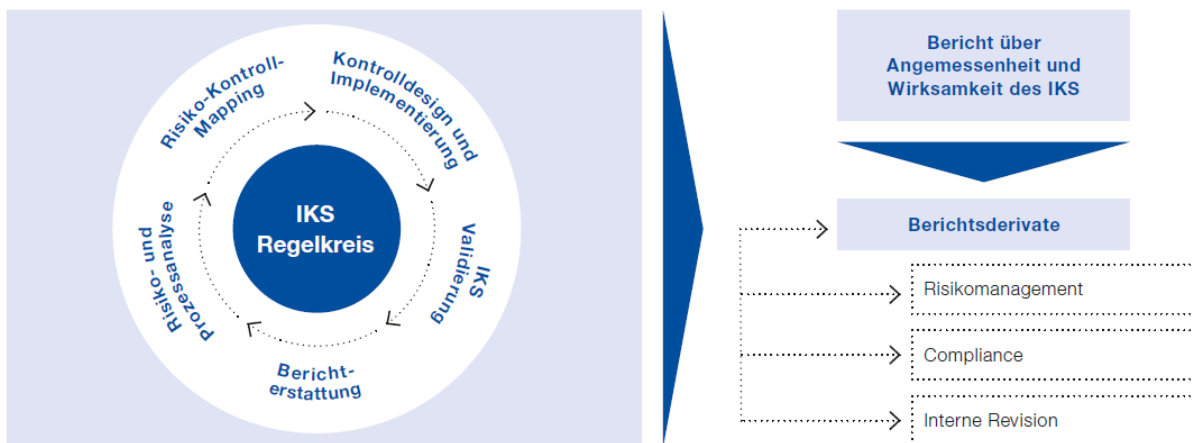 Risiko-Kontroll-
Mapping
Kontrolldesign und
Implementierung
IKS
Validierung
Bericht-
erstattung
Risiko- und
Prozessanalyse
IKS
Regelkreis
Bericht über
Angemessenheit und
Wirksamkeit des IKS
Berichtsderivate
Risikomanagement
Compliance
Interne Revision